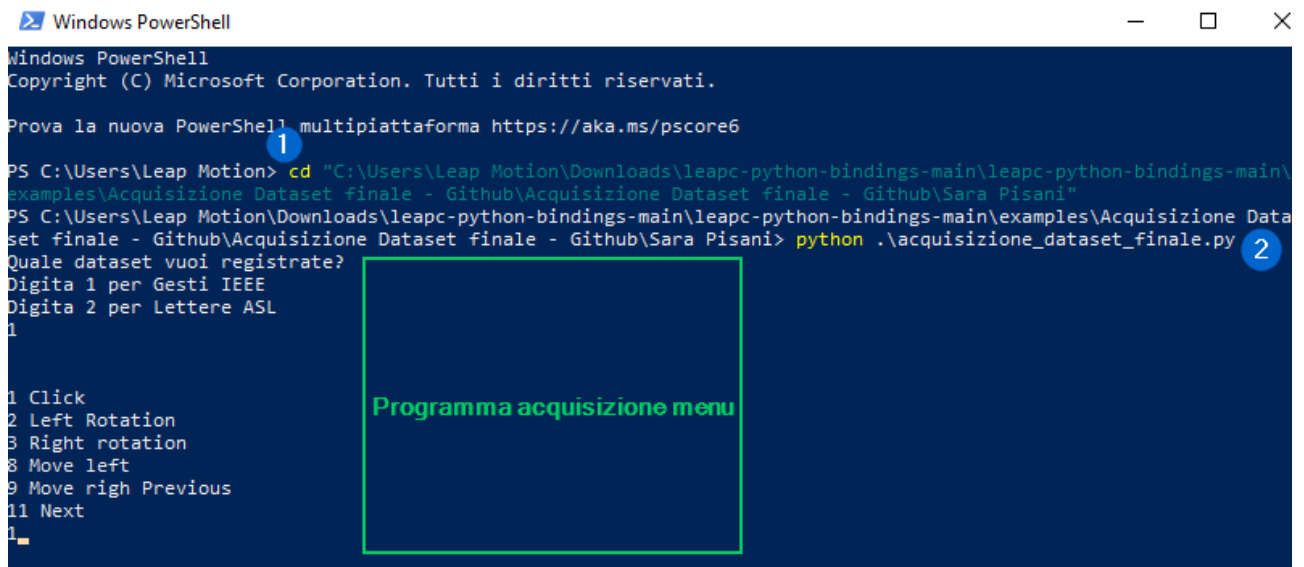 Windows PowerShell
Windows PowerShell
Copyright (C) Microsoft Corporation. Tutti i diritti riservati.
Prova la nuova PowerShell multipiattaforma https://aka.ms/pscore6
1
PS C:\Users\Leap Motion> cd "C:\Users\Leap Motion\Downloads\leapc-python-bindings-main\leapc-python-bindings-main\
examples\Acquisizione Dataset finale - Github\Acquisizione Dataset finale - Github\Sara Pisani"
PS C:\Users\Leap Motion\Downloads\leapc-python-bindings-main\leapc-python-bindings-main\examples\Acquisizione Data
set finale - Github\Acquisizione Dataset finale - Github\Sara Pisani> python .\acquisizione_dataset_finale.py
2
Quale dataset vuoi registrate?
Digita 1 per Gesti IEEE
Digita 2 per Lettere ASL
1
1 Click
2 Left Rotation
3 Right rotation
8 Move left
9 Move righ Previous
11 Next
1
Programma acquisizione menu